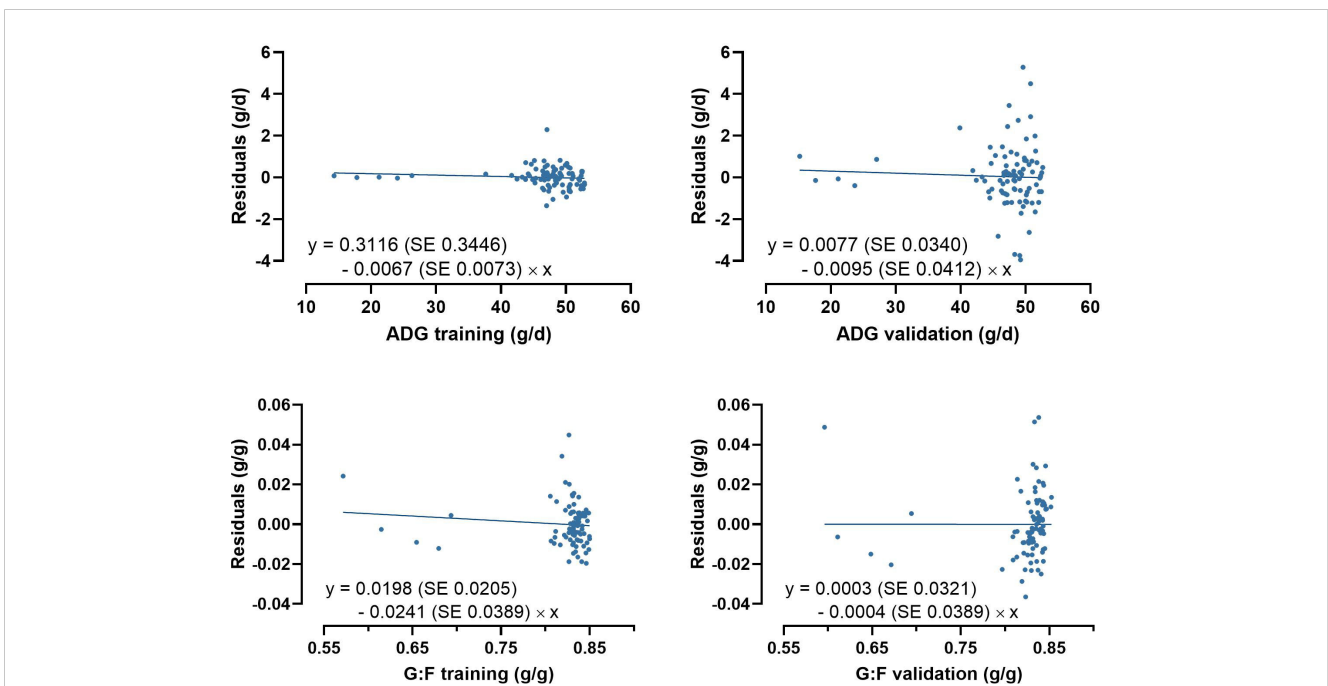 6
4
2
0
-2
-4
Residuals (g/d)
y = 0.3116 (SE 0.3446)
- 0.0067 (SE 0.0073) × x
10 20 30 40 50 60
ADG training (g/d)
6
4
2
0
-2
-4
Residuals (g/d)
y = 0.0077 (SE 0.0340)
- 0.0095 (SE 0.0412) × x
10 20 30 40 50 60
ADG validation (g/d)
0.06
0.04
0.02
0.00
-0.02
-0.04
Residuals (g/g)
y = 0.0198 (SE 0.0205)
- 0.0241 (SE 0.0389) × x
0.55 0.65 0.75 0.85
G:F training (g/g)
0.06
0.04
0.02
0.00
-0.02
-0.04
Residuals (g/g)
y = 0.0003 (SE 0.0321)
- 0.0004 (SE 0.0389) × x
0.55 0.65 0.75 0.85
G:F validation (g/g)